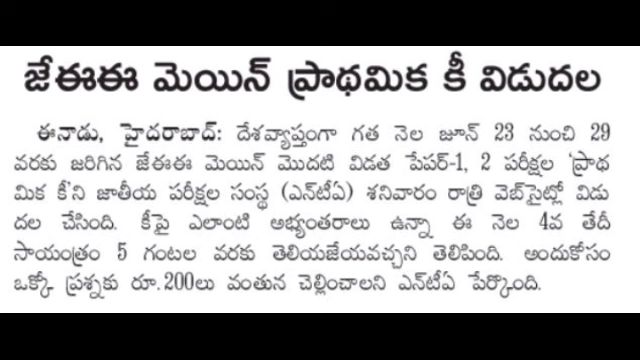 జేఈఈ మెయిన్ ప్రాథమిక కీ విడుదల
ఈనాడు, హైదరాబాద్: దేశవ్యాప్తంగా గత నెల జూన్ 23 నుంచి 29
వరకు జరిగిన జేఈఈ మెయిన్ మొదటి విడత పేపర్-1, 2 పరీక్షల ‘ప్రాథ
మిక కీ’ని జాతీయ పరీక్షల సంస్థ (ఎన్‌టీఏ) శనివారం రాత్రి వెబ్‌సైట్లో విడు
దల చేసింది. కీపై ఎలాంటి అభ్యంతరాలు ఉన్నా ఈ నెల 4వ తేదీ
సాయంత్రం 5 గంటల వరకు తెలియజేయవచ్చని తెలిపింది. అందుకోసం
ఒక్కో ప్రశ్నకు రూ.200లు వంతున చెల్లించాలని ఎన్‌టీఏ పేర్కొంది.